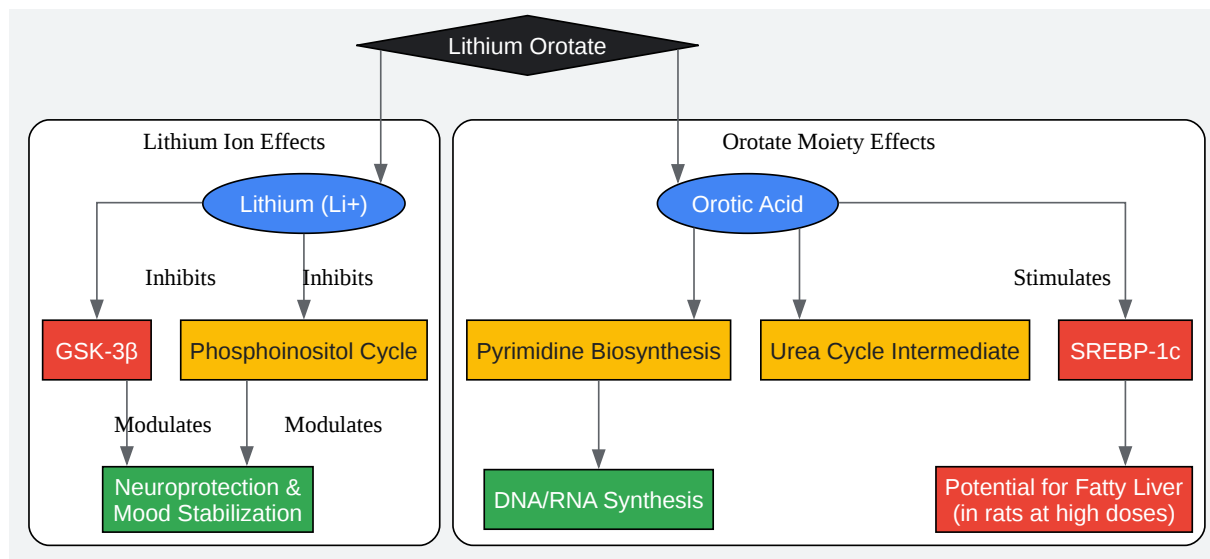 Lithium Orotate
Lithium Ion Effects
Orotate Moiety Effects
Lithium (Li+)
Orotic Acid
Inhibits
Inhibits
Stimulates
GSK-3β
Phosphoinositol Cycle
Pyrimidine Biosynthesis
Urea Cycle Intermediate
SREBP-1c
Modulates
Modulates
Neuroprotection &
Mood Stabilization
DNA/RNA Synthesis
Potential for Fatty Liver
(in rats at high doses)